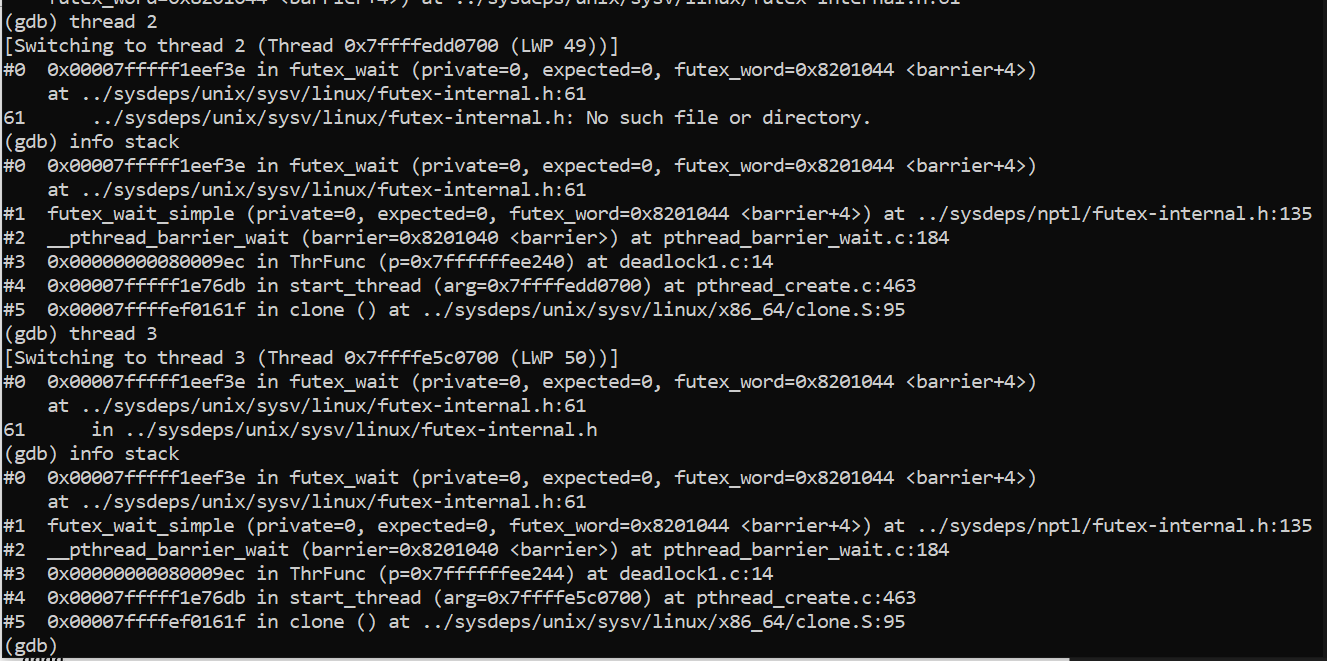 futex_word=0x8201044 <barrier+4>) at ../sysdeps/unix/sysv/linux/futex-internal.h:61
(gdb) thread 2
[Switching to thread 2 (Thread 0x7ffffedd0700 (LWP 49))]
#0  0x00007fffff1eef3e in futex_wait (private=0, expected=0, futex_word=0x8201044 <barrier+4>)
    at ../sysdeps/unix/sysv/linux/futex-internal.h:61
61      ../sysdeps/unix/sysv/linux/futex-internal.h: No such file or directory.
(gdb) info stack
#0  0x00007fffff1eef3e in futex_wait (private=0, expected=0, futex_word=0x8201044 <barrier+4>)
    at ../sysdeps/unix/sysv/linux/futex-internal.h:61
#1  futex_wait_simple (private=0, expected=0, futex_word=0x8201044 <barrier+4>) at ../sysdeps/nptl/futex-internal.h:135
#2  __pthread_barrier_wait (barrier=0x8201040 <barrier>) at pthread_barrier_wait.c:184
#3  0x00000000080009ec in ThrFunc (p=0x7ffffffee240) at deadlock1.c:14
#4  0x00007fffff1e76db in start_thread (arg=0x7ffffedd0700) at pthread_create.c:463
#5  0x00007ffffef0161f in clone () at ../sysdeps/unix/sysv/linux/x86_64/clone.S:95
(gdb) thread 3
[Switching to thread 3 (Thread 0x7ffffe5c0700 (LWP 50))]
#0  0x00007fffff1eef3e in futex_wait (private=0, expected=0, futex_word=0x8201044 <barrier+4>)
    at ../sysdeps/unix/sysv/linux/futex-internal.h:61
61      in ../sysdeps/unix/sysv/linux/futex-internal.h
(gdb) info stack
#0  0x00007fffff1eef3e in futex_wait (private=0, expected=0, futex_word=0x8201044 <barrier+4>)
    at ../sysdeps/unix/sysv/linux/futex-internal.h:61
#1  futex_wait_simple (private=0, expected=0, futex_word=0x8201044 <barrier+4>) at ../sysdeps/nptl/futex-internal.h:135
#2  __pthread_barrier_wait (barrier=0x8201040 <barrier>) at pthread_barrier_wait.c:184
#3  0x00000000080009ec in ThrFunc (p=0x7ffffffee244) at deadlock1.c:14
#4  0x00007fffff1e76db in start_thread (arg=0x7ffffe5c0700) at pthread_create.c:463
#5  0x00007ffffef0161f in clone () at ../sysdeps/unix/sysv/linux/x86_64/clone.S:95
(gdb)